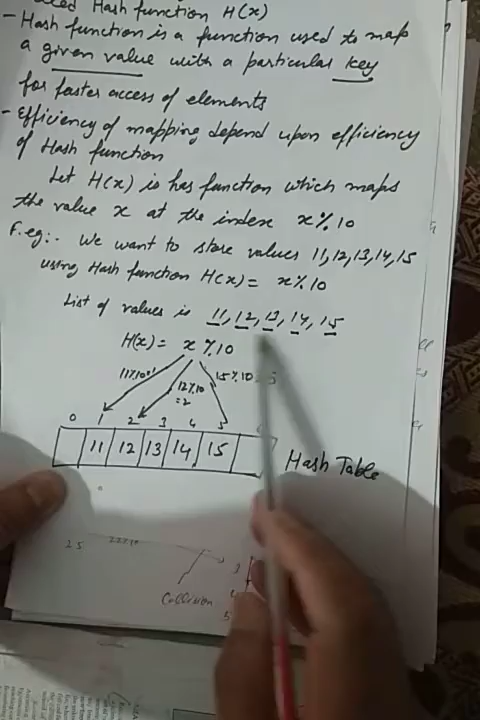 Hash function H(x)
- Hash function is a function used to map
a given value with a particular key
for faster access of elements
- Efficiency of mapping depend upon efficiency
of Hash function
Let H(x) is has function which maps
the value x at the index x%10
F.eg:- We want to store values 11,12,13,14,15
using Hash function H(x) = x%10
List of values is 11, 12, 13, 14, 15
H(x) = x%10
11%10=1 12%10=2 15%10=5
0 1 2 3 4 5
11 12 13 14 15 Hash Table
25
Collision